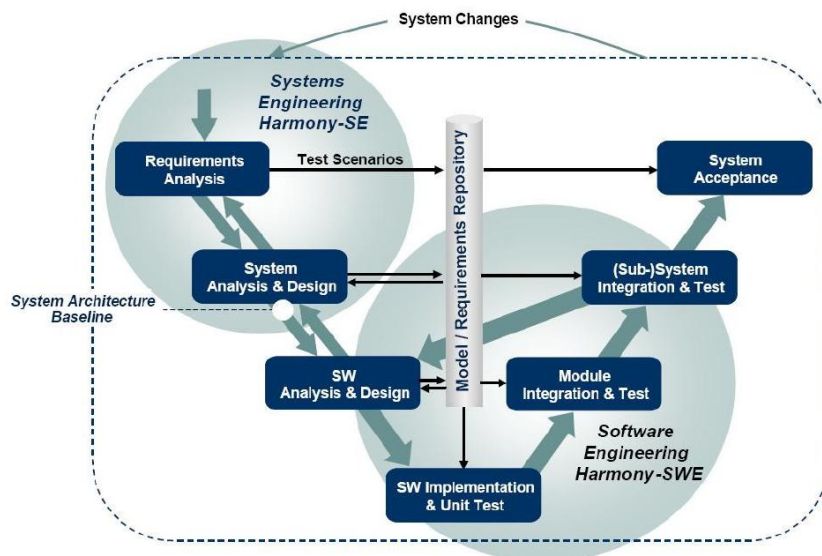 System Changes
Systems
Engineering
Harmony-SE
Requirements
Analysis
Test Scenarios
Model / Requirements Repository
System
Acceptance
System
Analysis & Design
(Sub-)System
Integration & Test
System Architecture
Baseline
SW
Analysis & Design
Module
Integration & Test
Software
Engineering
Harmony-SWE
SW Implementation
& Unit Test